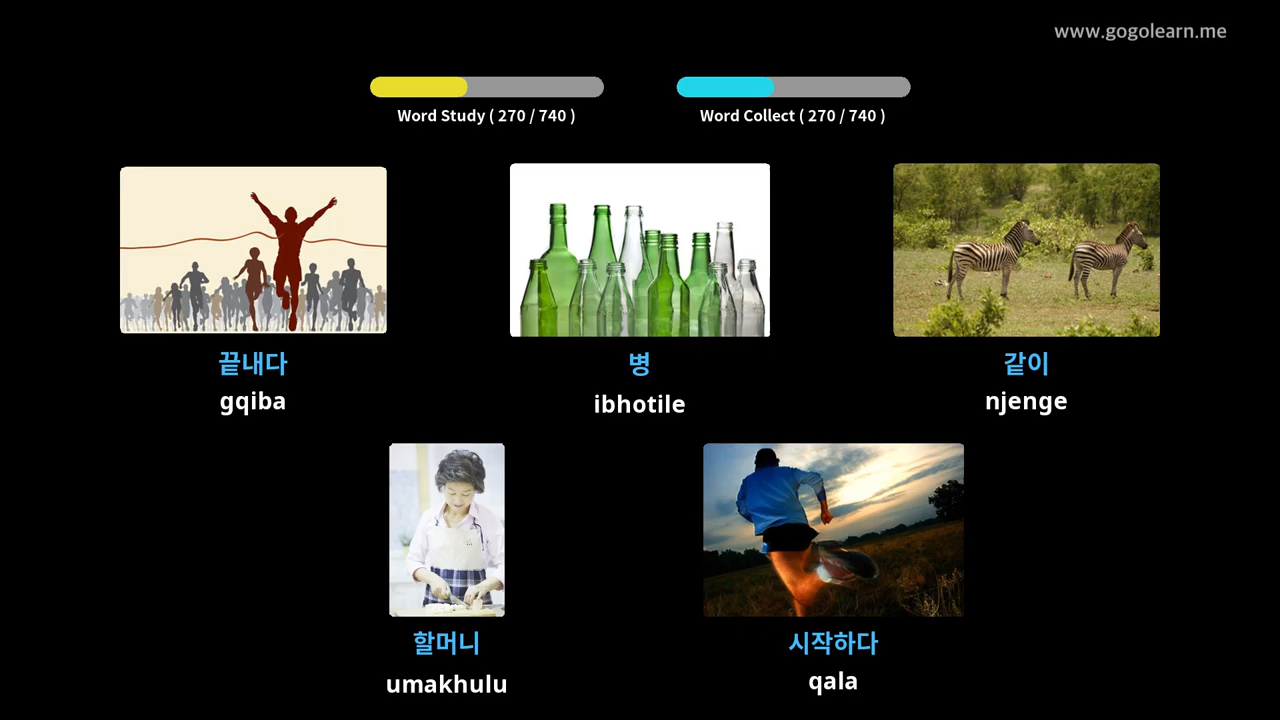 www.gogolearn.me
Word Study ( 270 / 740 )
Word Collect ( 270 / 740 )
끝내다
gqiba
병
ibhotile
같이
njenge
할머니
umakhulu
시작하다
qala